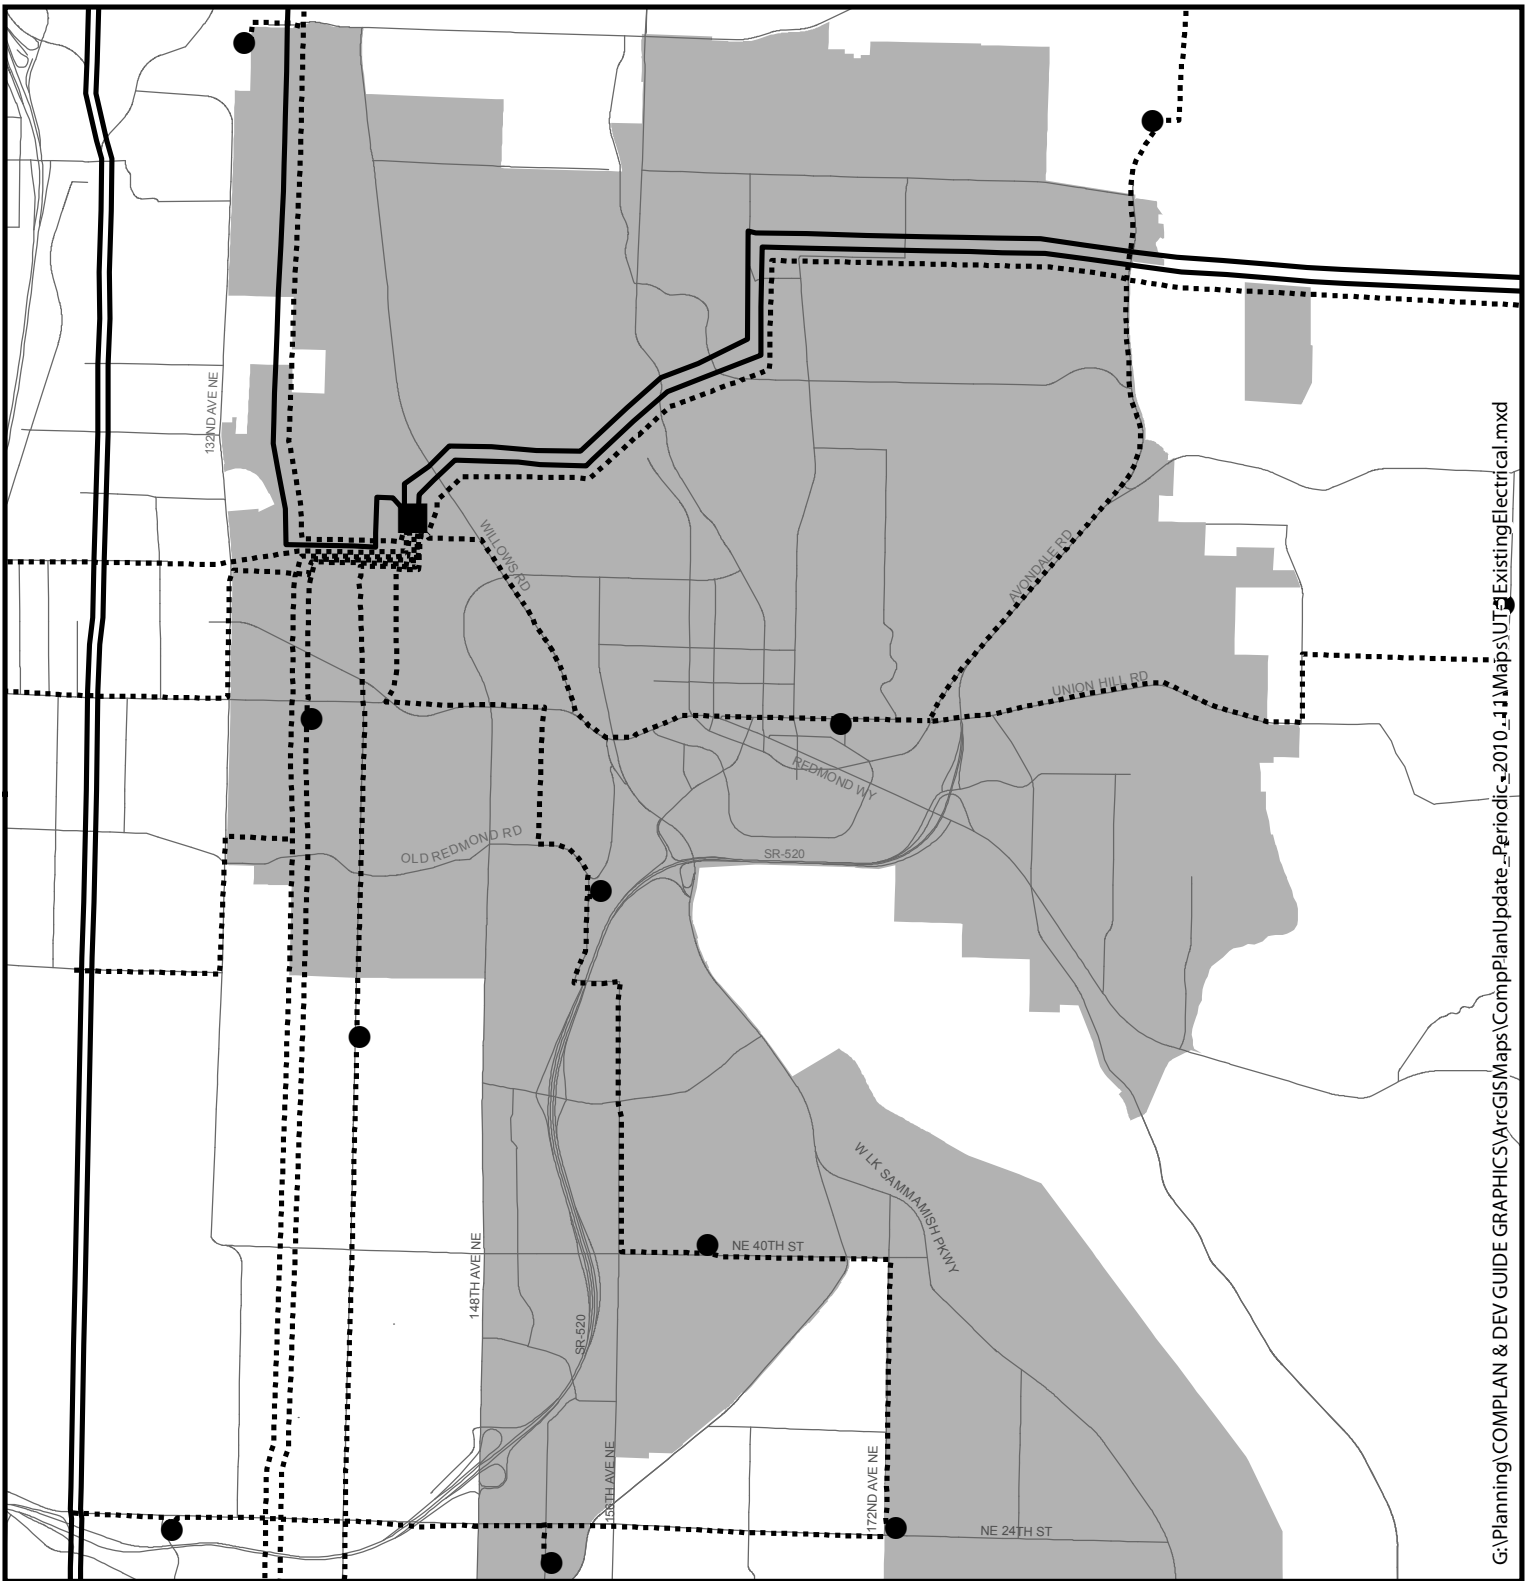 132ND AVE NE
WILLOWS RD
AVONDALE RD
UNION HILL RD
REDMOND WY
OLD REDMOND RD
SR-520
W LK SAMMAMISH PKWY
NE 40TH ST
148TH AVE NE
SR-520
156TH AVE NE
172ND AVE NE
NE 24TH ST
G:\Planning\COMPLAN & DEV GUIDE GRAPHICS\ArcGISMaps\CompPlanUpdate_Periodic_2010_11\Maps\UT-1ExistingElectrical.mxd